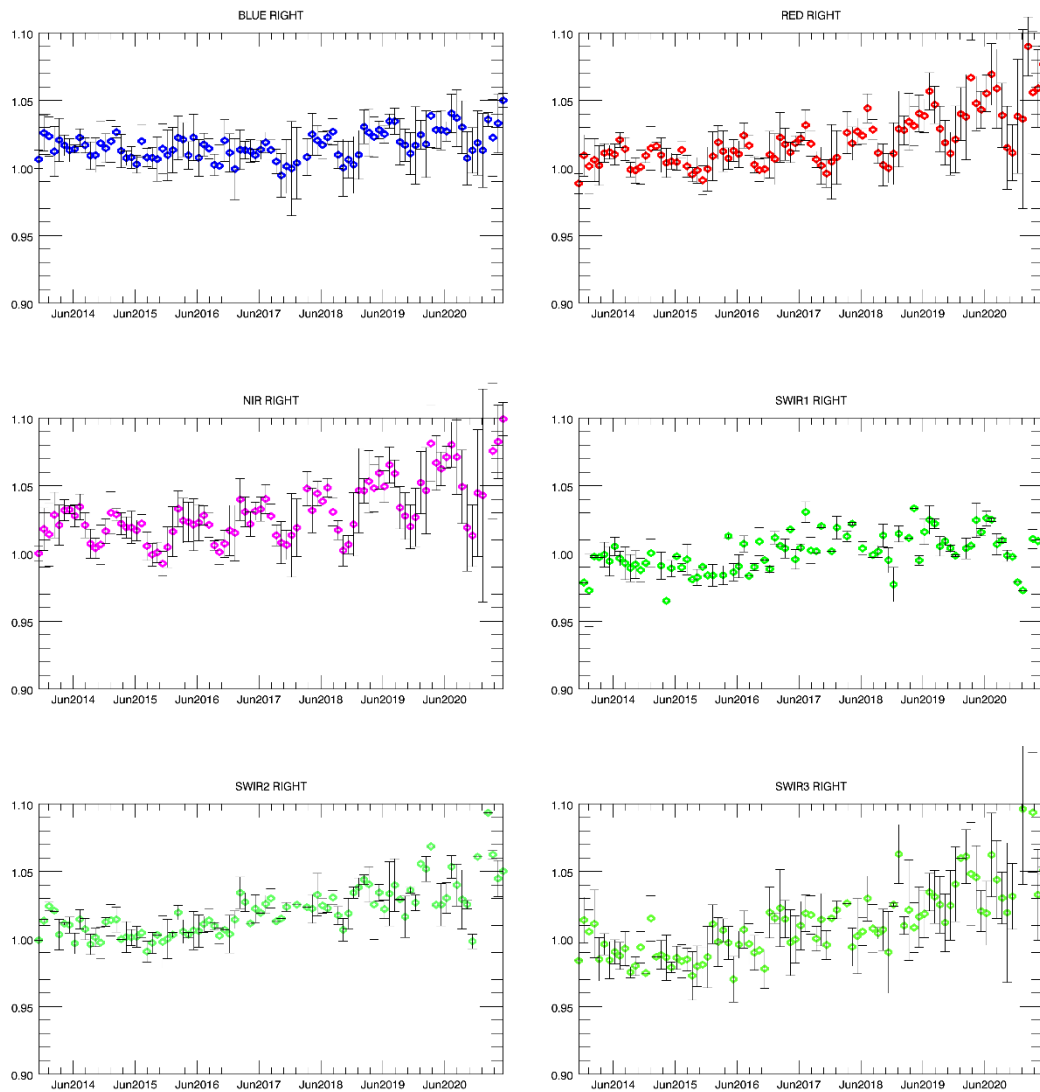 BLUE RIGHT
1.10
1.05
1.00
0.95
0.90
Jun2014 Jun2015 Jun2016 Jun2017 Jun2018 Jun2019 Jun2020
RED RIGHT
1.10
1.05
1.00
0.95
0.90
Jun2014 Jun2015 Jun2016 Jun2017 Jun2018 Jun2019 Jun2020
NIR RIGHT
1.10
1.05
1.00
0.95
0.90
Jun2014 Jun2015 Jun2016 Jun2017 Jun2018 Jun2019 Jun2020
SWIR1 RIGHT
1.10
1.05
1.00
0.95
0.90
Jun2014 Jun2015 Jun2016 Jun2017 Jun2018 Jun2019 Jun2020
SWIR2 RIGHT
1.10
1.05
1.00
0.95
0.90
Jun2014 Jun2015 Jun2016 Jun2017 Jun2018 Jun2019 Jun2020
SWIR3 RIGHT
1.10
1.05
1.00
0.95
0.90
Jun2014 Jun2015 Jun2016 Jun2017 Jun2018 Jun2019 Jun2020